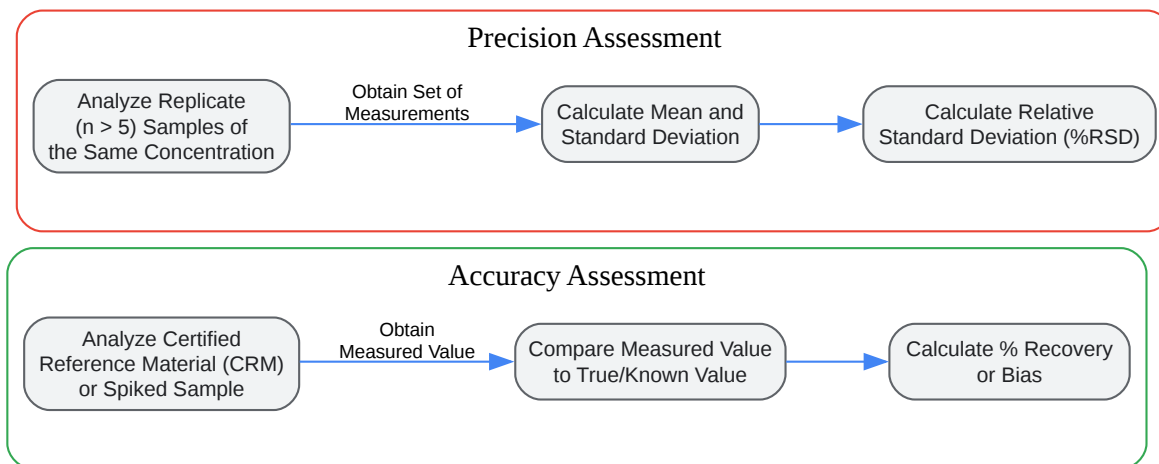 Precision Assessment
Analyze Replicate
(n > 5) Samples of
the Same Concentration
Obtain Set of
Measurements
Calculate Mean and
Standard Deviation
Calculate Relative
Standard Deviation (%RSD)
Accuracy Assessment
Analyze Certified
Reference Material (CRM)
or Spiked Sample
Obtain
Measured Value
Compare Measured Value
to True/Known Value
Calculate % Recovery
or Bias